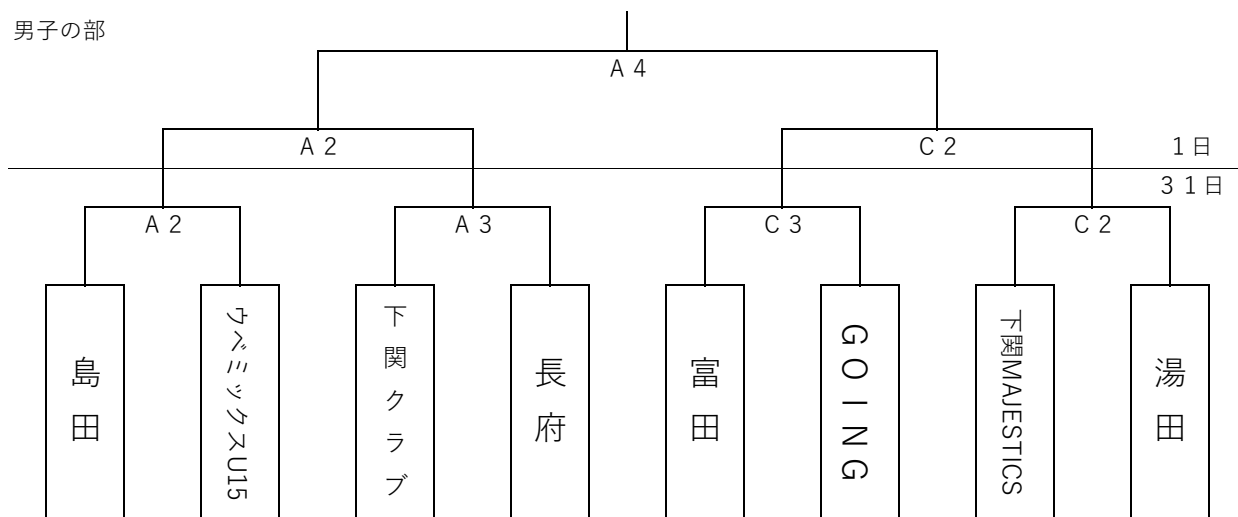 男子の部
A４
A２
C２
１日
３１日
A２
A３
C３
C２
島田
ウベミックスU15
下関クラブ
長府
富田
GOING
下関MAJESTICS
湯田